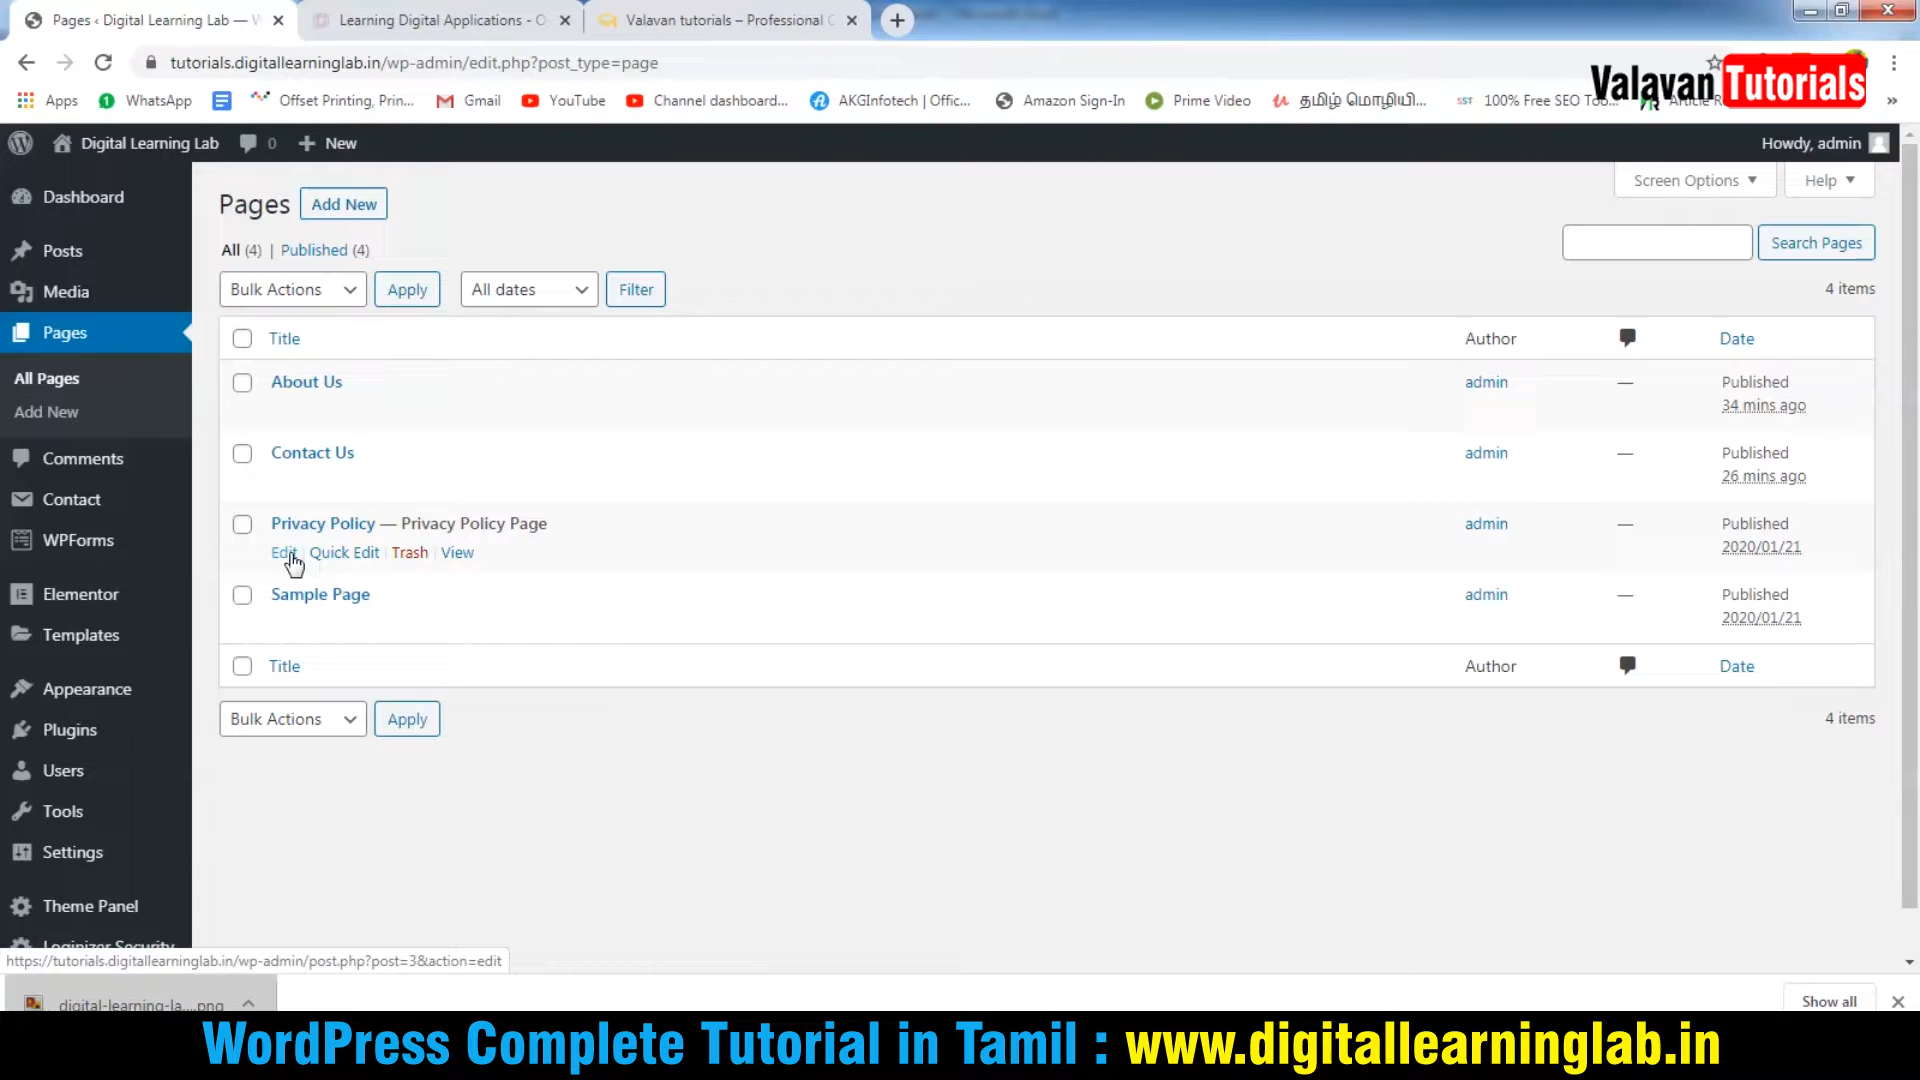 Pages ‹ Digital Learning Lab — W
Learning Digital Applications - O
Valavan tutorials – Professional C
tutorials.digitallearninglab.in/wp-admin/edit.php?post_type=page
Valavan Tutorials
Apps
WhatsApp
Offset Printing, Prin...
Gmail
YouTube
Channel dashboard...
AKGInfotech | Offic...
Amazon Sign-In
Prime Video
தமிழ் மொழியி...
SST 100% Free SEO Too...
Digital Learning Lab
0
New
Howdy, admin
Dashboard
Posts
Media
Pages
All Pages
Add New
Comments
Contact
WPForms
Elementor
Templates
Appearance
Plugins
Users
Tools
Settings
Theme Panel
Loginizer Security
Screen Options
Help
Pages Add New
All (4) | Published (4)
Search Pages
Bulk Actions Apply All dates Filter
4 items
Title Author Date
About Us admin — Published
34 mins ago
Contact Us admin — Published
26 mins ago
Privacy Policy — Privacy Policy Page admin — Published
2020/01/21
Edit | Quick Edit | Trash | View
Sample Page admin — Published
2020/01/21
Title Author Date
Bulk Actions Apply
4 items
https://tutorials.digitallearninglab.in/wp-admin/post.php?post=3&action=edit
digital-learning-la....png
Show all
WordPress Complete Tutorial in Tamil : www.digitallearninglab.in